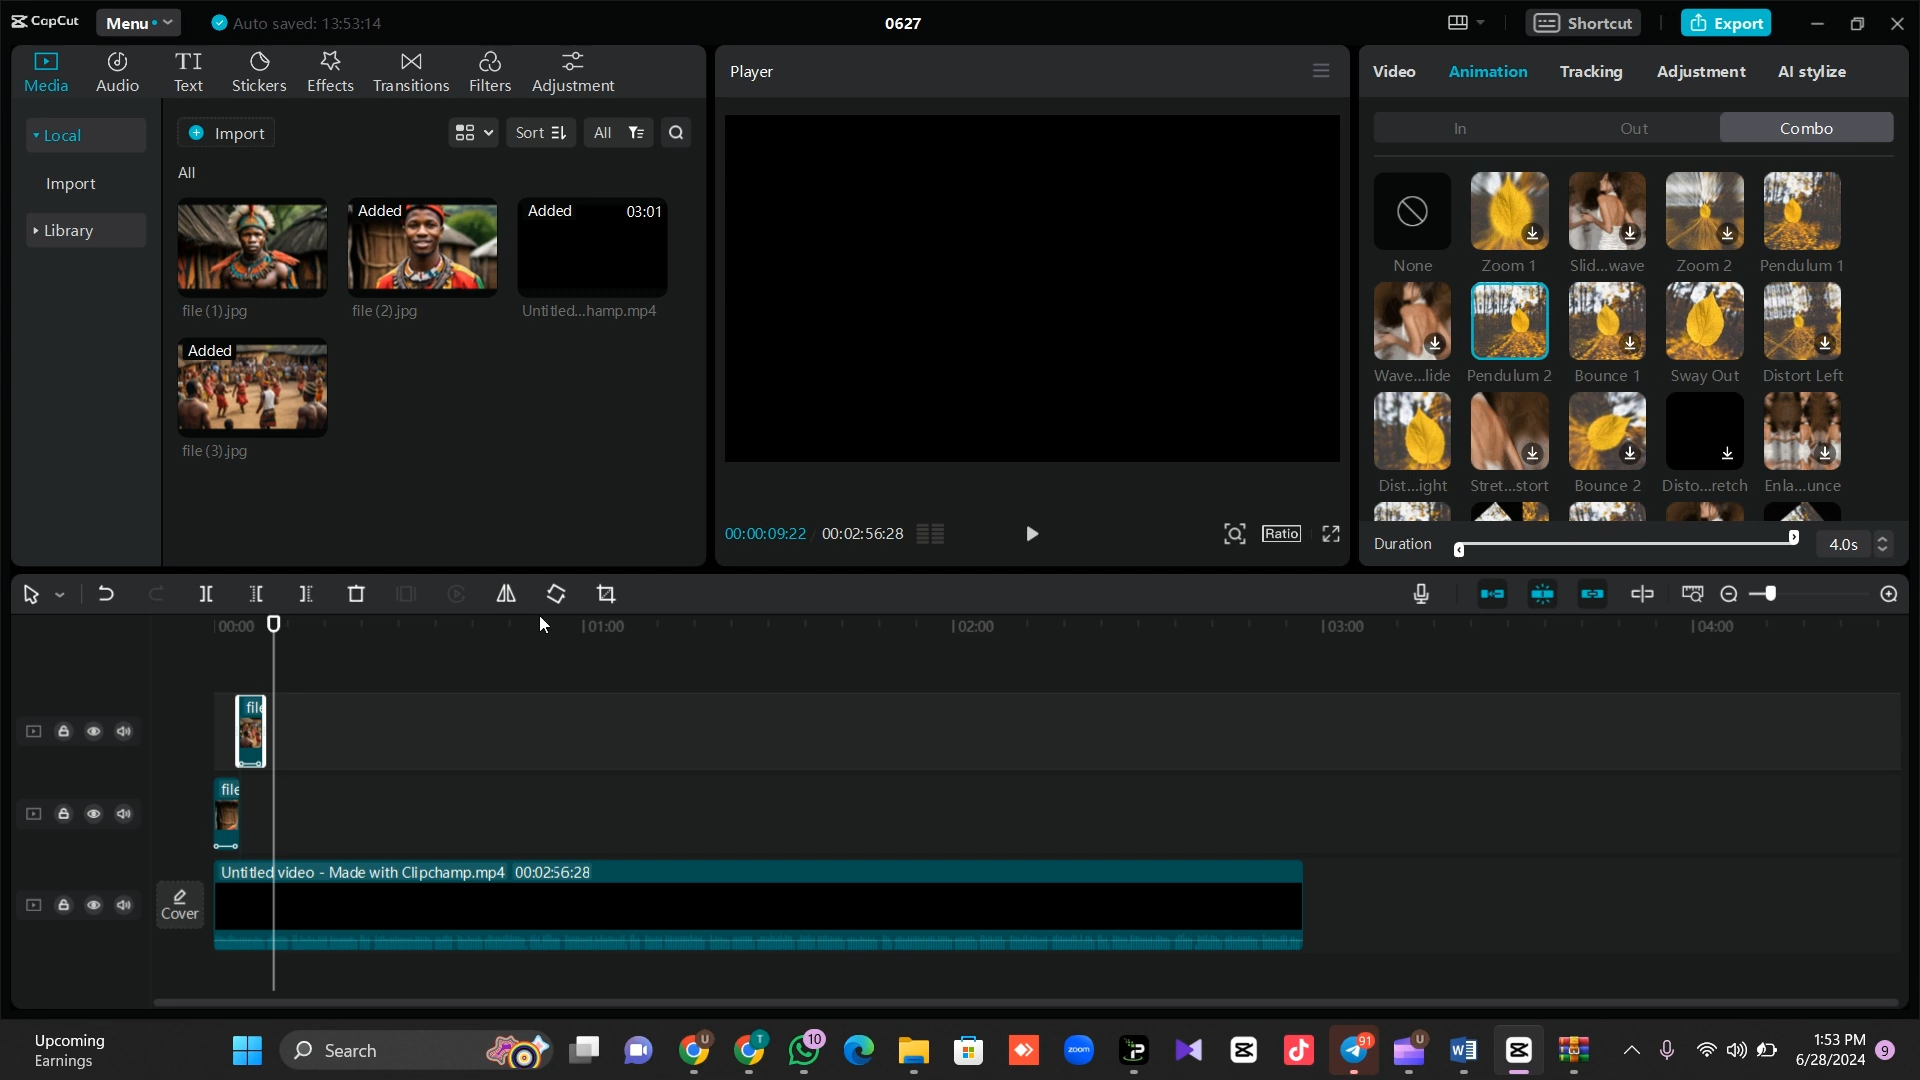 CapCut
Menu
Auto saved: 13:53:14
0627
Shortcut
Export
Media
Audio
Text
Stickers
Effects
Transitions
Filters
Adjustment
Local
Import
Library
Import
Sort
All
All
Added
Added
03:01
file (1).jpg
file (2).jpg
Untitled...hamp.mp4
Added
file (3).jpg
Player
00:00:09:22
00:02:56:28
Ratio
Video
Animation
Tracking
Adjustment
AI stylize
In
Out
Combo
None
Zoom 1
Slid...wave
Zoom 2
Pendulum 1
Wave...lide
Pendulum 2
Bounce 1
Sway Out
Distort Left
Dist...ight
Stret...stort
Bounce 2
Disto...retch
Enla...unce
Duration
4.0s
00:00
01:00
02:00
03:00
04:00
file
file
Cover
Untitled video - Made with Clipchamp.mp4 00:02:56:28
Upcoming
Earnings
Search
U
T
10
zoom
91
U
1:53 PM
6/28/2024
9